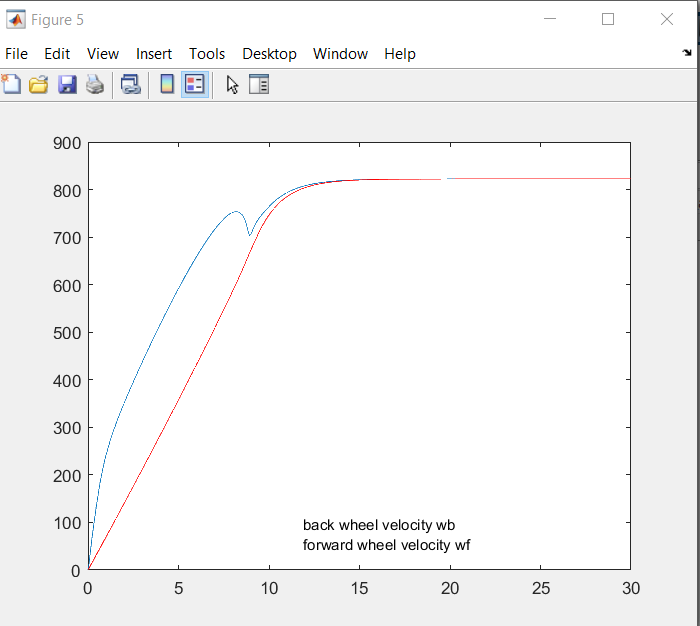 Figure 5
File Edit View Insert Tools Desktop Window Help
900
800
700
600
500
400
300
200
100
0
back wheel velocity wb
forward wheel velocity wf
0 5 10 15 20 25 30